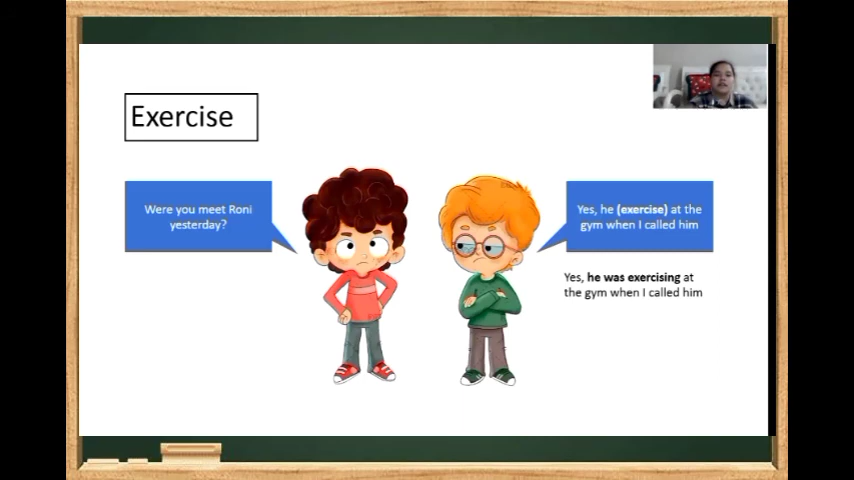 Exercise
Were you meet Roni
yesterday?
Yes, he (exercise) at the
gym when I called him
Yes, he was exercising at
the gym when I called him